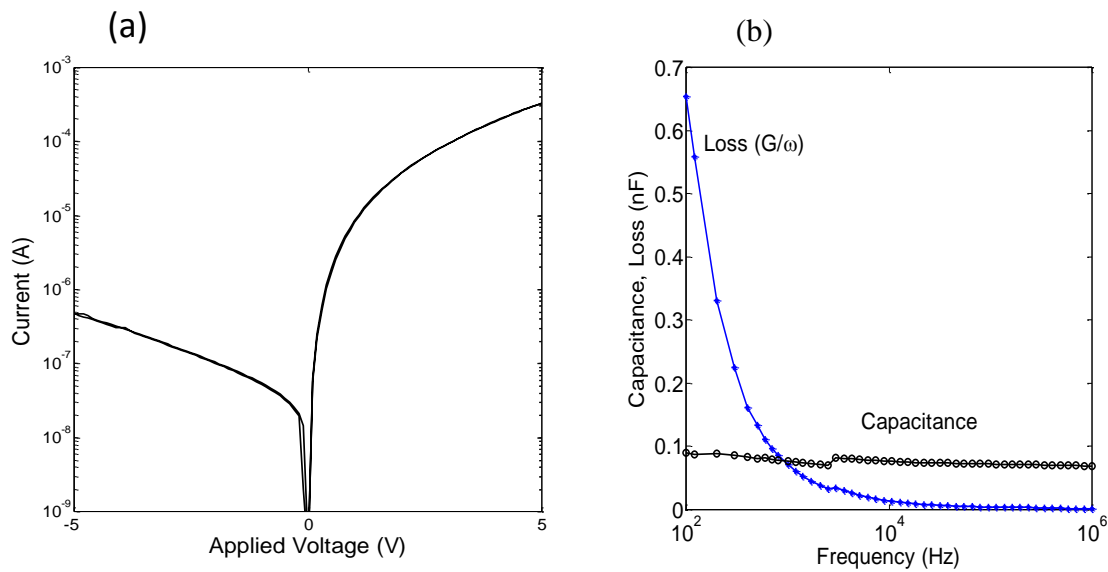 (a)
10^-3
10^-4
10^-5
10^-6
10^-7
10^-8
10^-9
Current (A)
-5
0
5
Applied Voltage (V)
(b)
0.7
0.6
0.5
0.4
0.3
0.2
0.1
0
Capacitance, Loss (nF)
Loss (G/ω)
Capacitance
10^2
10^4
10^6
Frequency (Hz)